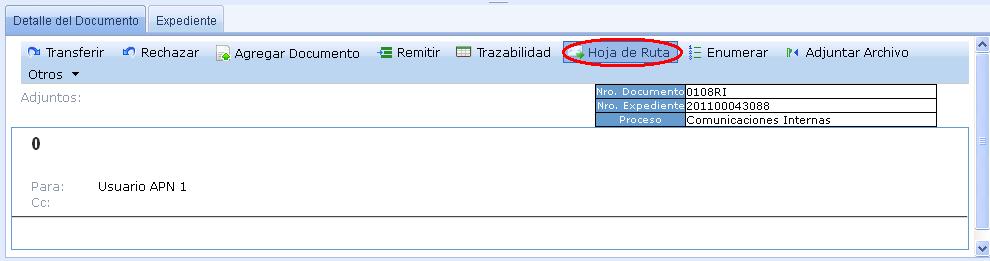 Detalle del Documento Expediente
Transferir Rechazar Agregar Documento Remitir Trazabilidad Hoja de Ruta Enumerar Adjuntar Archivo
Otros
Adjuntos:
Nro. Documento 0108RI
Nro. Expediente 201100043088
Proceso Comunicaciones Internas
0
Para: Usuario APN 1
Cc: